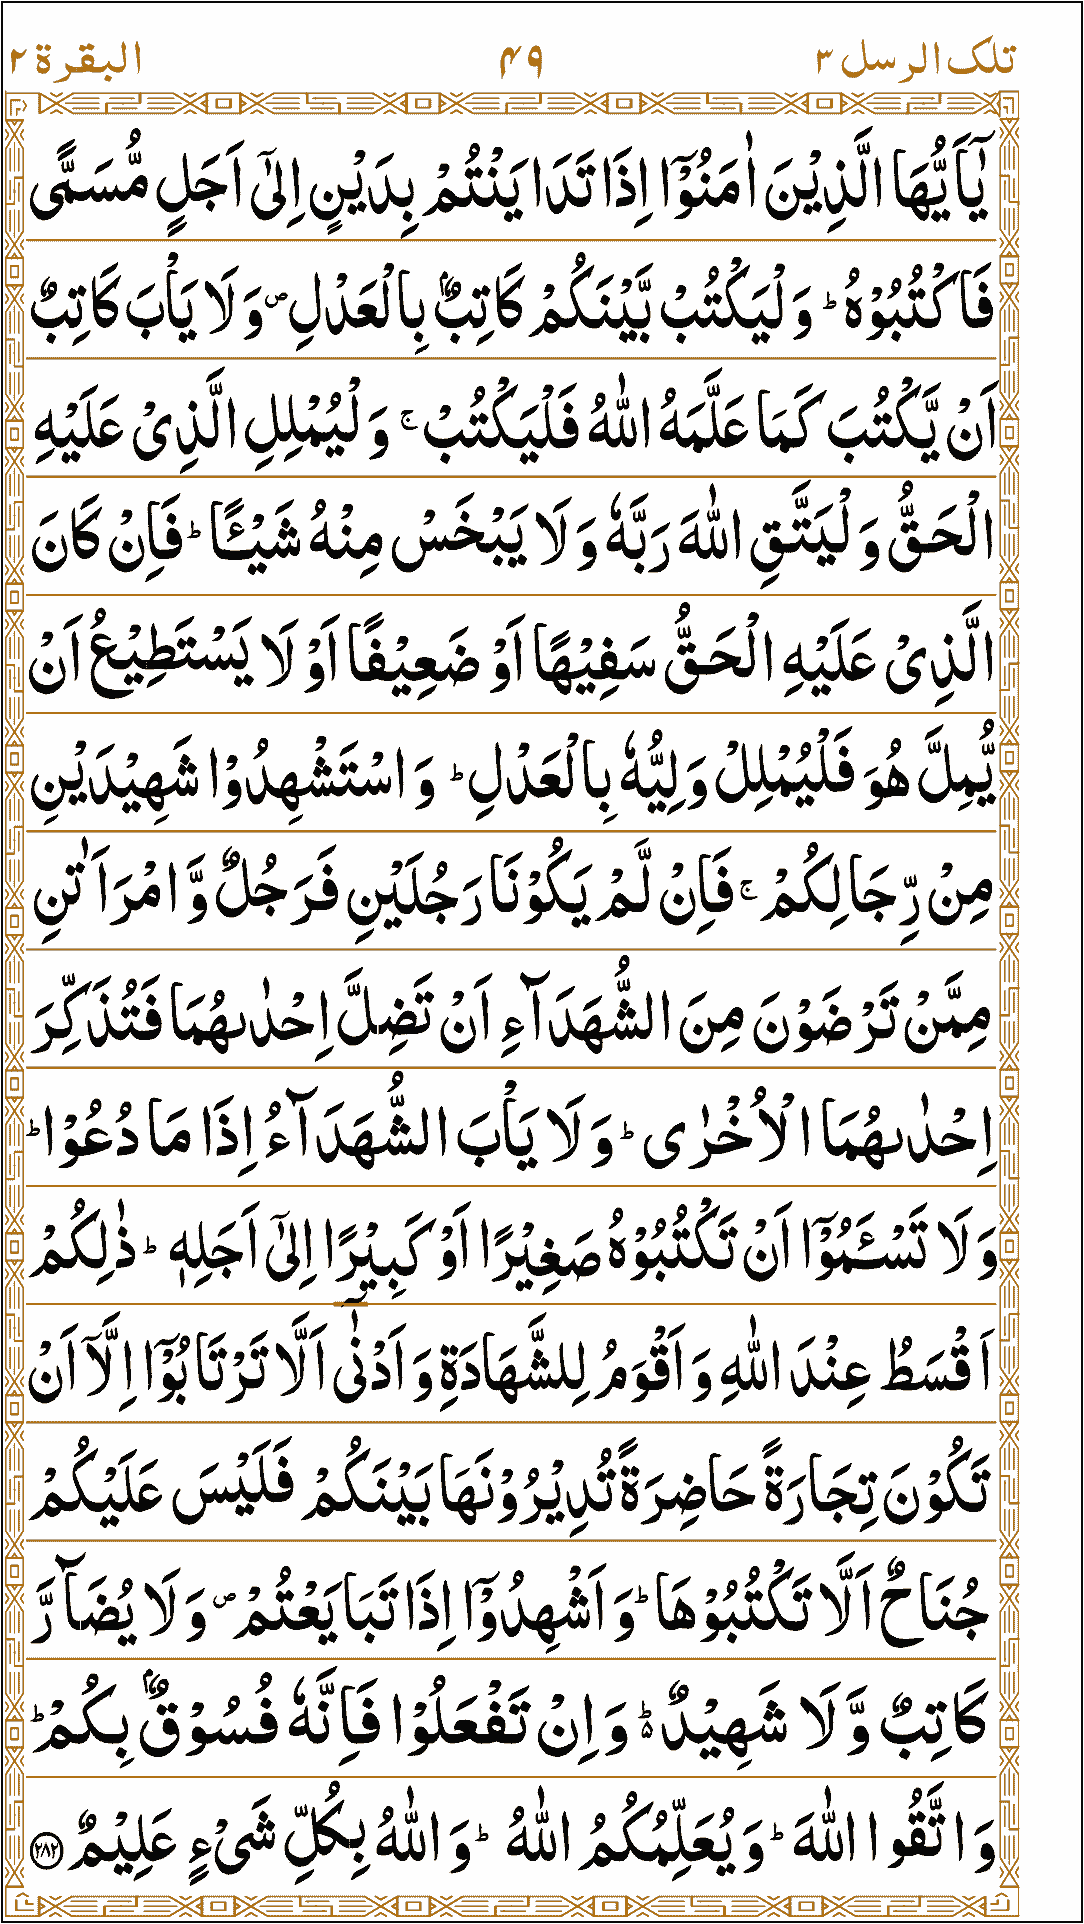 تلک الرسل ۳ ۴۹ البقرة ۲
يٰۤاَيُّهَا الَّذِيْنَ اٰمَنُوْۤا اِذَا تَدَايَنْتُمْ بِدَيْنٍ اِلٰۤى اَجَلٍ مُّسَمًّى
فَاكْتُبُوْهُ ؕ وَلْيَكْتُبْ بَّيْنَكُمْ كَاتِبٌۢ بِالْعَدْلِ ۪ وَلَا يَاْبَ كَاتِبٌ
اَنْ يَّكْتُبَ كَمَا عَلَّمَهُ اللّٰهُ فَلْيَكْتُبْ ۚ وَلْيُمْلِلِ الَّذِىْ عَلَيْهِ
الْحَقُّ وَلْيَتَّقِ اللّٰهَ رَبَّهٗ وَلَا يَبْخَسْ مِنْهُ شَيْـًٔا ؕ فَاِنْ كَانَ
الَّذِىْ عَلَيْهِ الْحَقُّ سَفِيْهًا اَوْ ضَعِيْفًا اَوْ لَا يَسْتَطِيْعُ اَنْ
يُّمِلَّ هُوَ فَلْيُمْلِلْ وَلِيُّهٗ بِالْعَدْلِ ؕ وَاسْتَشْهِدُوْا شَهِيْدَيْنِ
مِنْ رِّجَالِكُمْ ۚ فَاِنْ لَّمْ يَكُوْنَا رَجُلَيْنِ فَرَجُلٌ وَّامْرَاَتٰنِ
مِمَّنْ تَرْضَوْنَ مِنَ الشُّهَدَآءِ اَنْ تَضِلَّ اِحْدٰٮهُمَا فَتُذَكِّرَ
اِحْدٰٮهُمَا الْاُخْرٰى ؕ وَلَا يَاْبَ الشُّهَدَآءُ اِذَا مَا دُعُوْا ؕ
وَلَا تَسْـَٔمُوْۤا اَنْ تَكْتُبُوْهُ صَغِيْرًا اَوْ كَبِيْرًا اِلٰۤى اَجَلِهٖ ؕ ذٰلِكُمْ
اَقْسَطُ عِنْدَ اللّٰهِ وَاَقْوَمُ لِلشَّهَادَةِ وَاَدْنٰۤى اَلَّا تَرْتَابُوْۤا اِلَّاۤ اَنْ
تَكُوْنَ تِجَارَةً حَاضِرَةً تُدِيْرُوْنَهَا بَيْنَكُمْ فَلَيْسَ عَلَيْكُمْ
جُنَاحٌ اَلَّا تَكْتُبُوْهَا ؕ وَاَشْهِدُوْۤا اِذَا تَبَايَعْتُمْ ۪ وَلَا يُضَآرَّ
كَاتِبٌ وَّلَا شَهِيْدٌ ؕ۬ وَاِنْ تَفْعَلُوْا فَاِنَّهٗ فُسُوْقٌۢ بِكُمْ ؕ
وَاتَّقُوا اللّٰهَ ؕ وَيُعَلِّمُكُمُ اللّٰهُ ؕ وَاللّٰهُ بِكُلِّ شَىْءٍ عَلِيْمٌ ﴿۲۸۲﴾